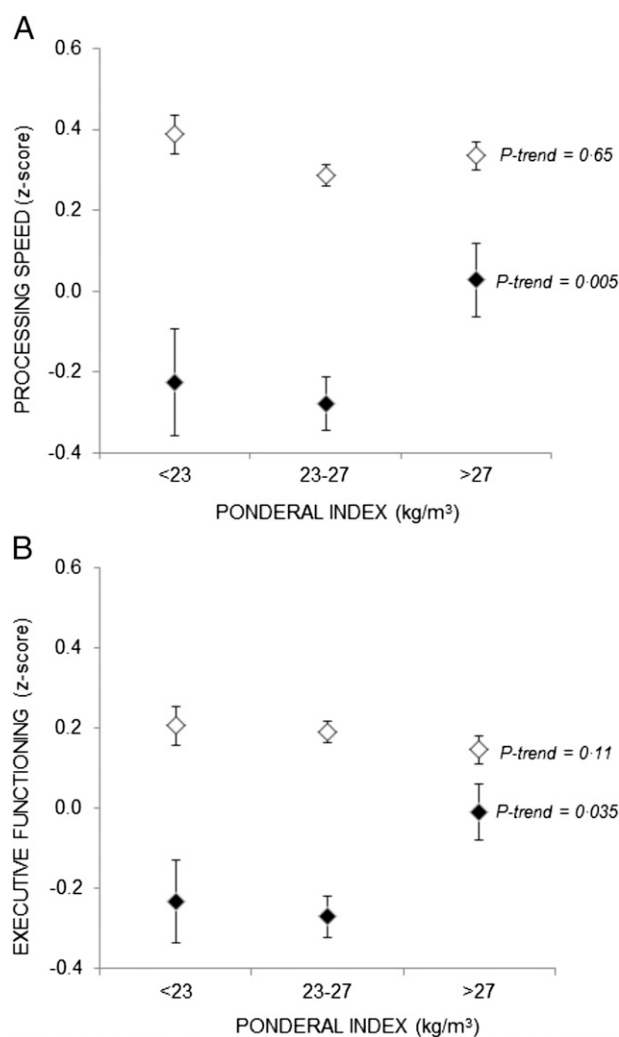 A
0.6
0.4
0.2
0.0
-0.2
-0.4
PROCESSING SPEED (z-score)
P-trend = 0·65
P-trend = 0·005
<23 23-27 >27
PONDERAL INDEX (kg/m³)
B
0.6
0.4
0.2
0.0
-0.2
-0.4
EXECUTIVE FUNCTIONING (z-score)
P-trend = 0·11
P-trend = 0·035
<23 23-27 >27
PONDERAL INDEX (kg/m³)